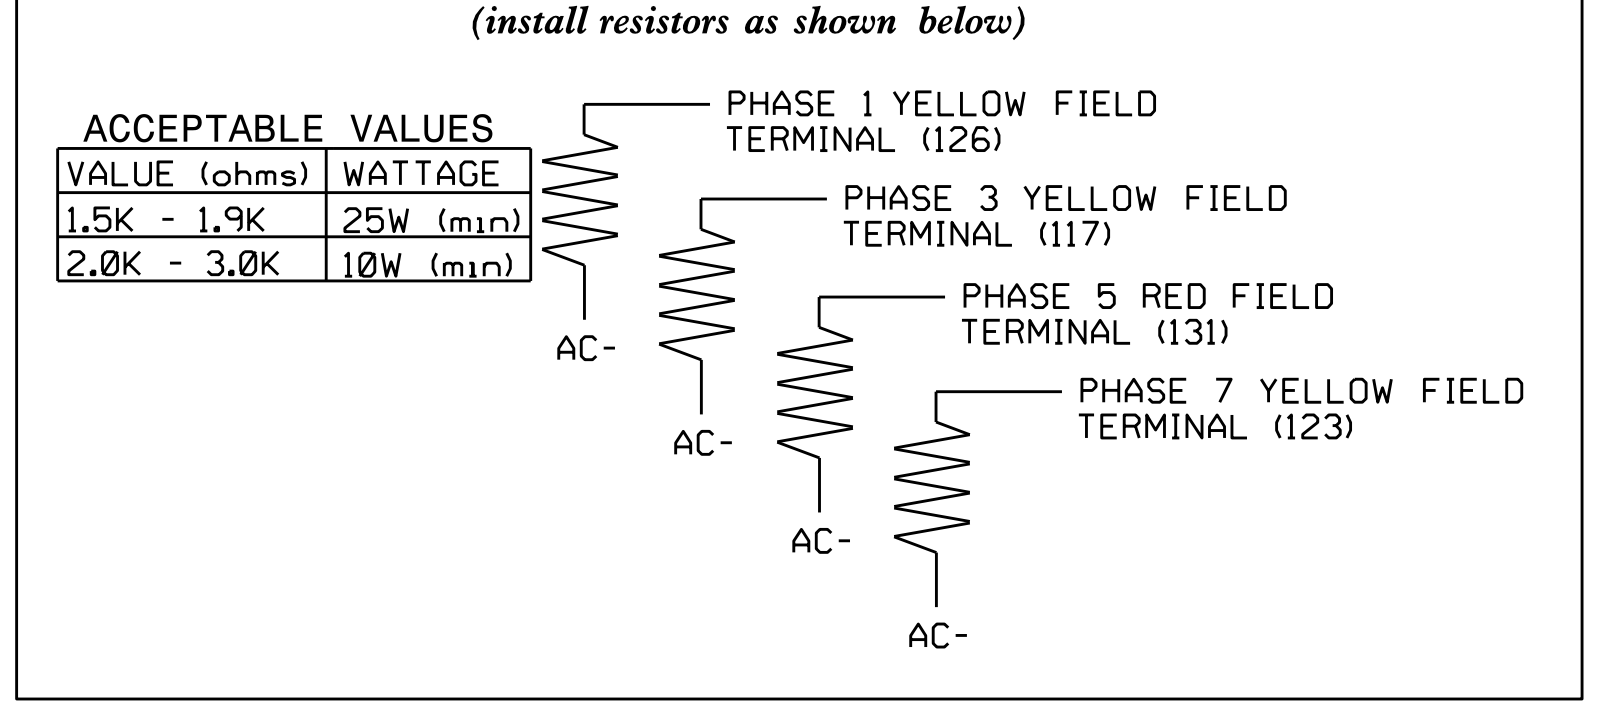 (install resistors as shown below)
ACCEPTABLE VALUES
VALUE (ohms) WATTAGE
1.5K - 1.9K 25W (min)
2.0K - 3.0K 10W (min)
PHASE 1 YELLOW FIELD
TERMINAL (126)
AC-
PHASE 3 YELLOW FIELD
TERMINAL (117)
AC-
PHASE 5 RED FIELD
TERMINAL (131)
AC-
PHASE 7 YELLOW FIELD
TERMINAL (123)
AC-